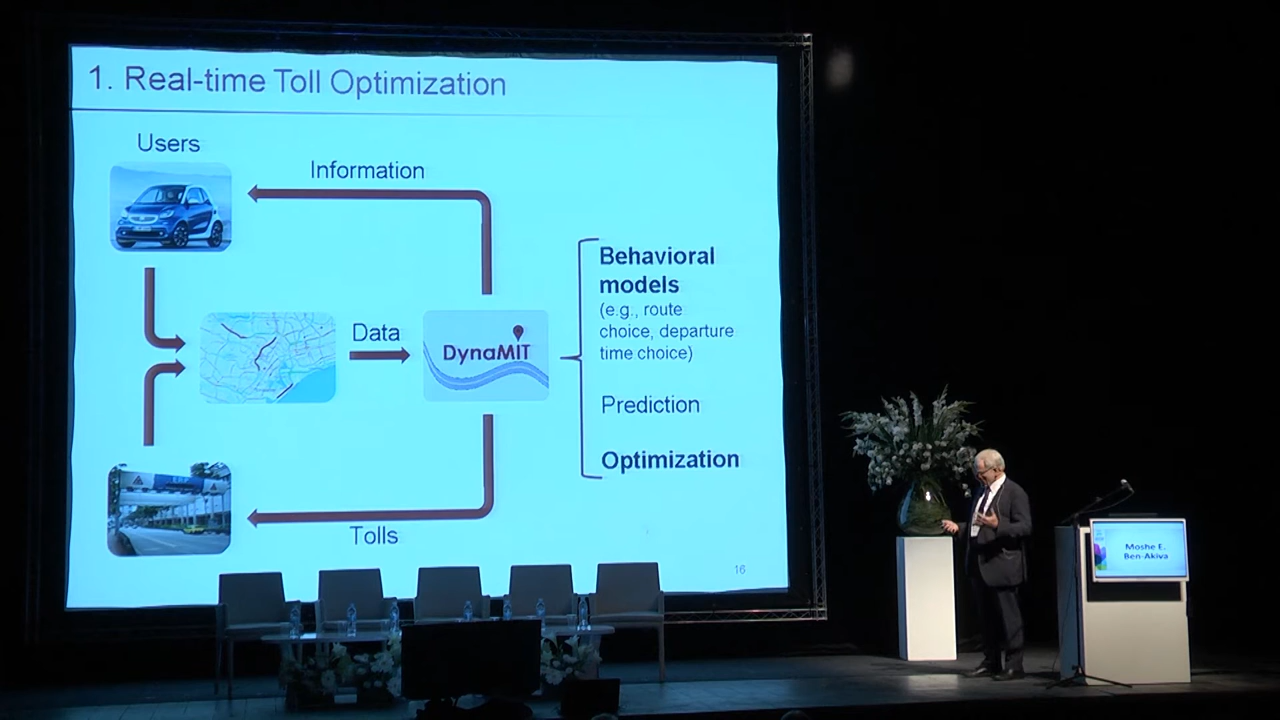 1. Real-time Toll Optimization
Users
Information
Behavioral
models
(e.g., route
choice, departure
time choice)
Data
DynaMIT
Prediction
Optimization
Tolls
16
Moshe E.
Ben-Akiva